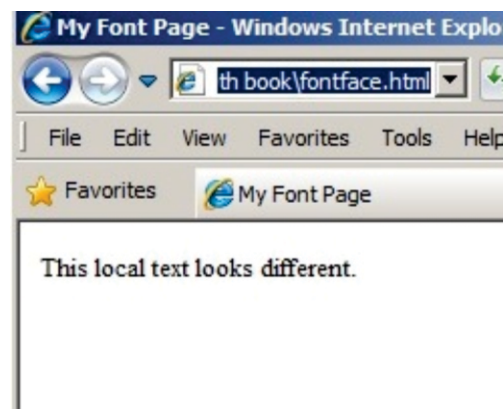 My Font Page - Windows Internet Explo
th book\fontface.html
File Edit View Favorites Tools Help
Favorites My Font Page
This local text looks different.